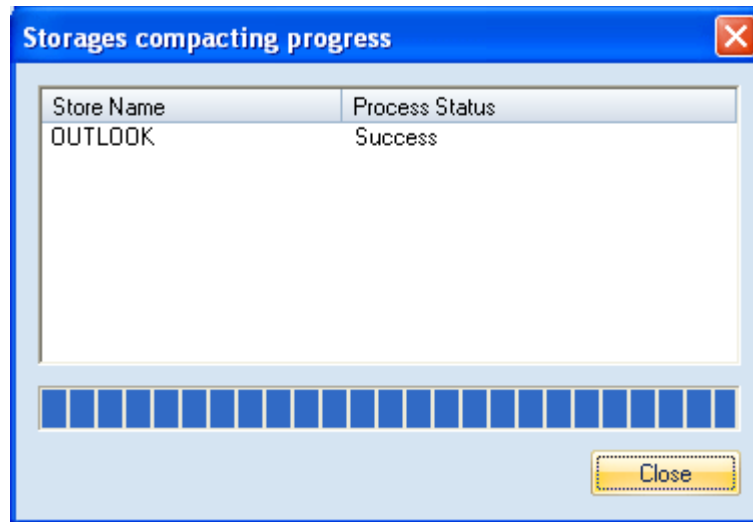 Storages compacting progress
Store Name Process Status
OUTLOOK Success
Close